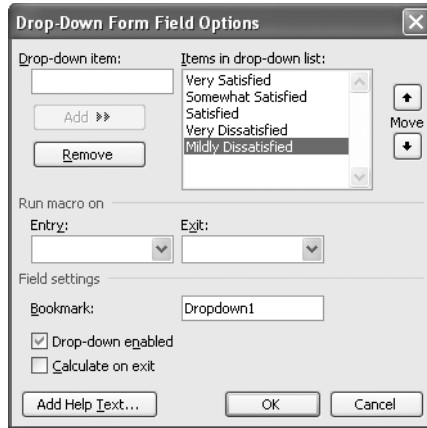 Drop-Down Form Field Options
Drop-down item:
Items in drop-down list:
Very Satisfied
Somewhat Satisfied
Satisfied
Very Dissatisfied
Mildly Dissatisfied
Add
Move
Remove
Run macro on
Entry:
Exit:
Field settings
Bookmark:
Dropdown1
Drop-down enabled
Calculate on exit
Add Help Text...
OK
Cancel